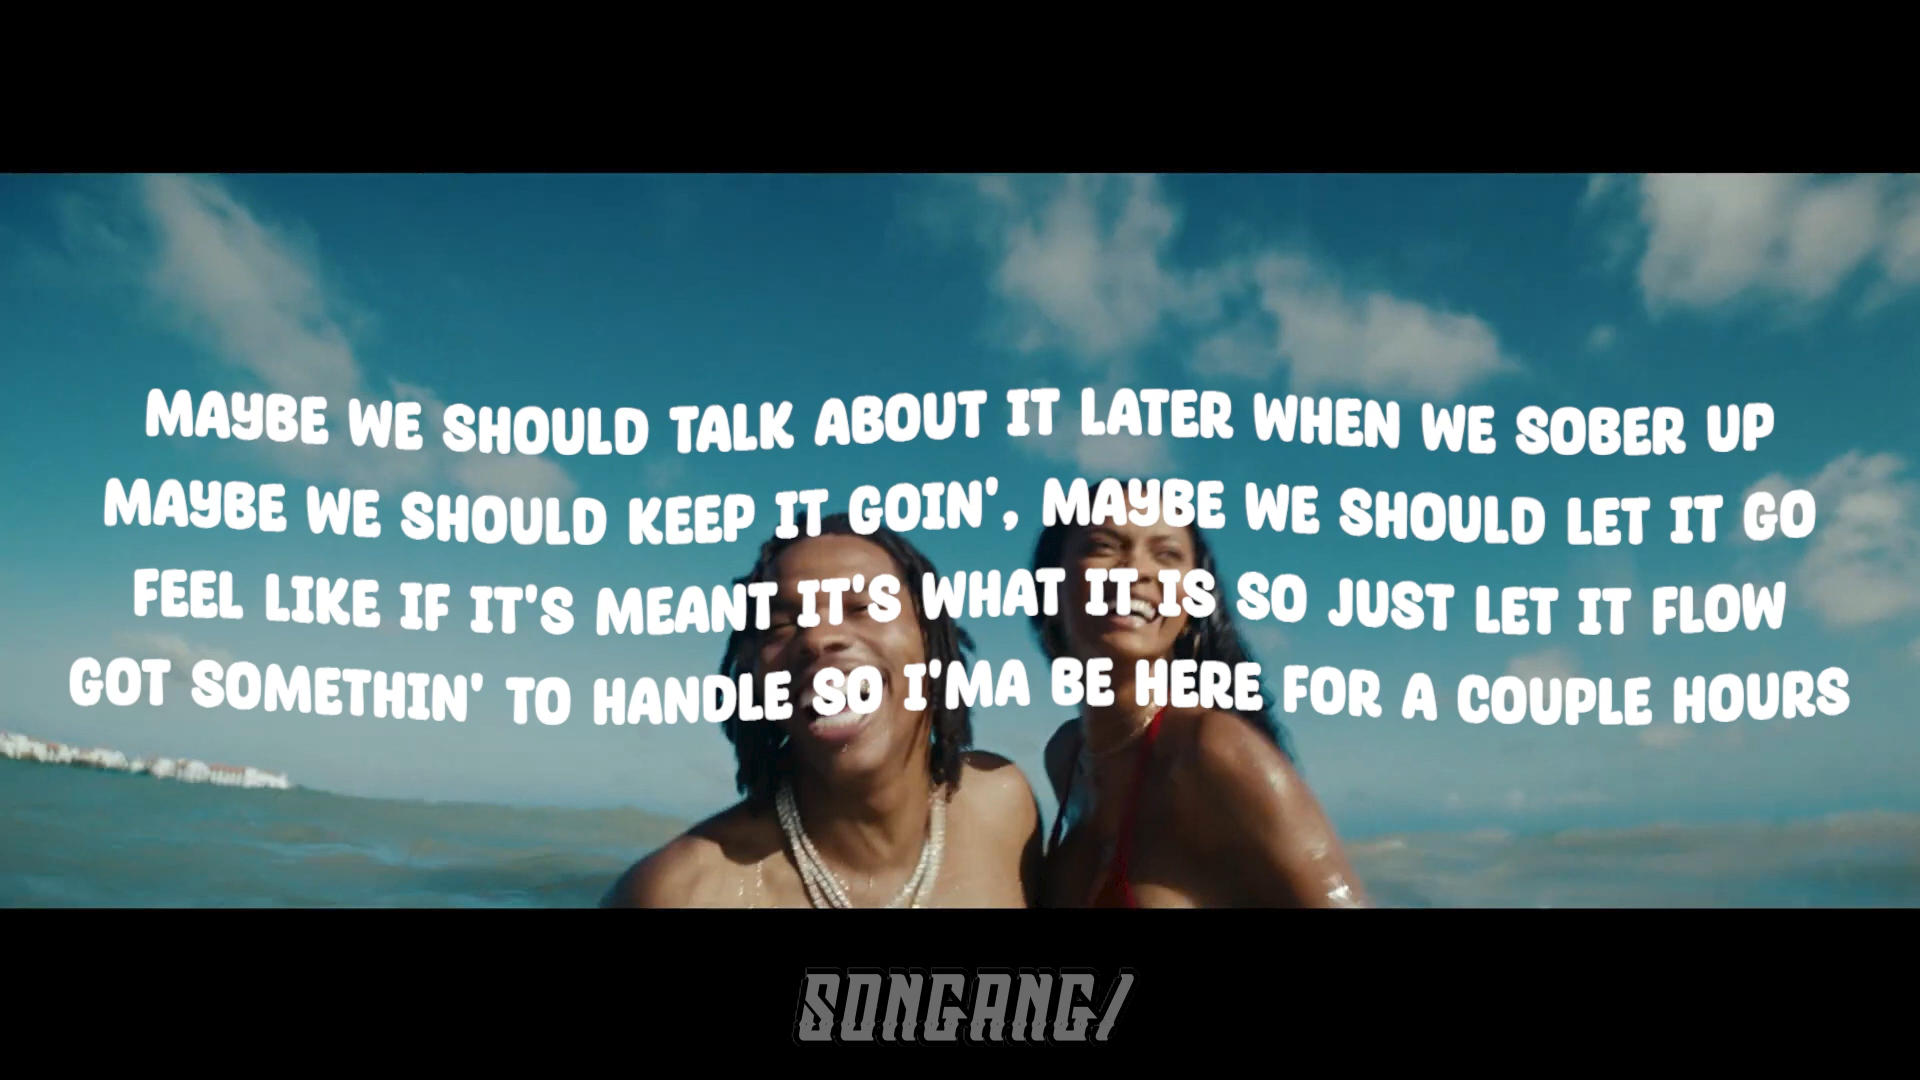 MAYBE WE SHOULD TALK ABOUT IT LATER WHEN WE SOBER UP
MAYBE WE SHOULD KEEP IT GOIN', MAYBE WE SHOULD LET IT GO
FEEL LIKE IF IT'S MEANT IT'S WHAT IT IS SO JUST LET IT FLOW
GOT SOMETHIN' TO HANDLE SO I'MA BE HERE FOR A COUPLE HOURS
SONGANG/